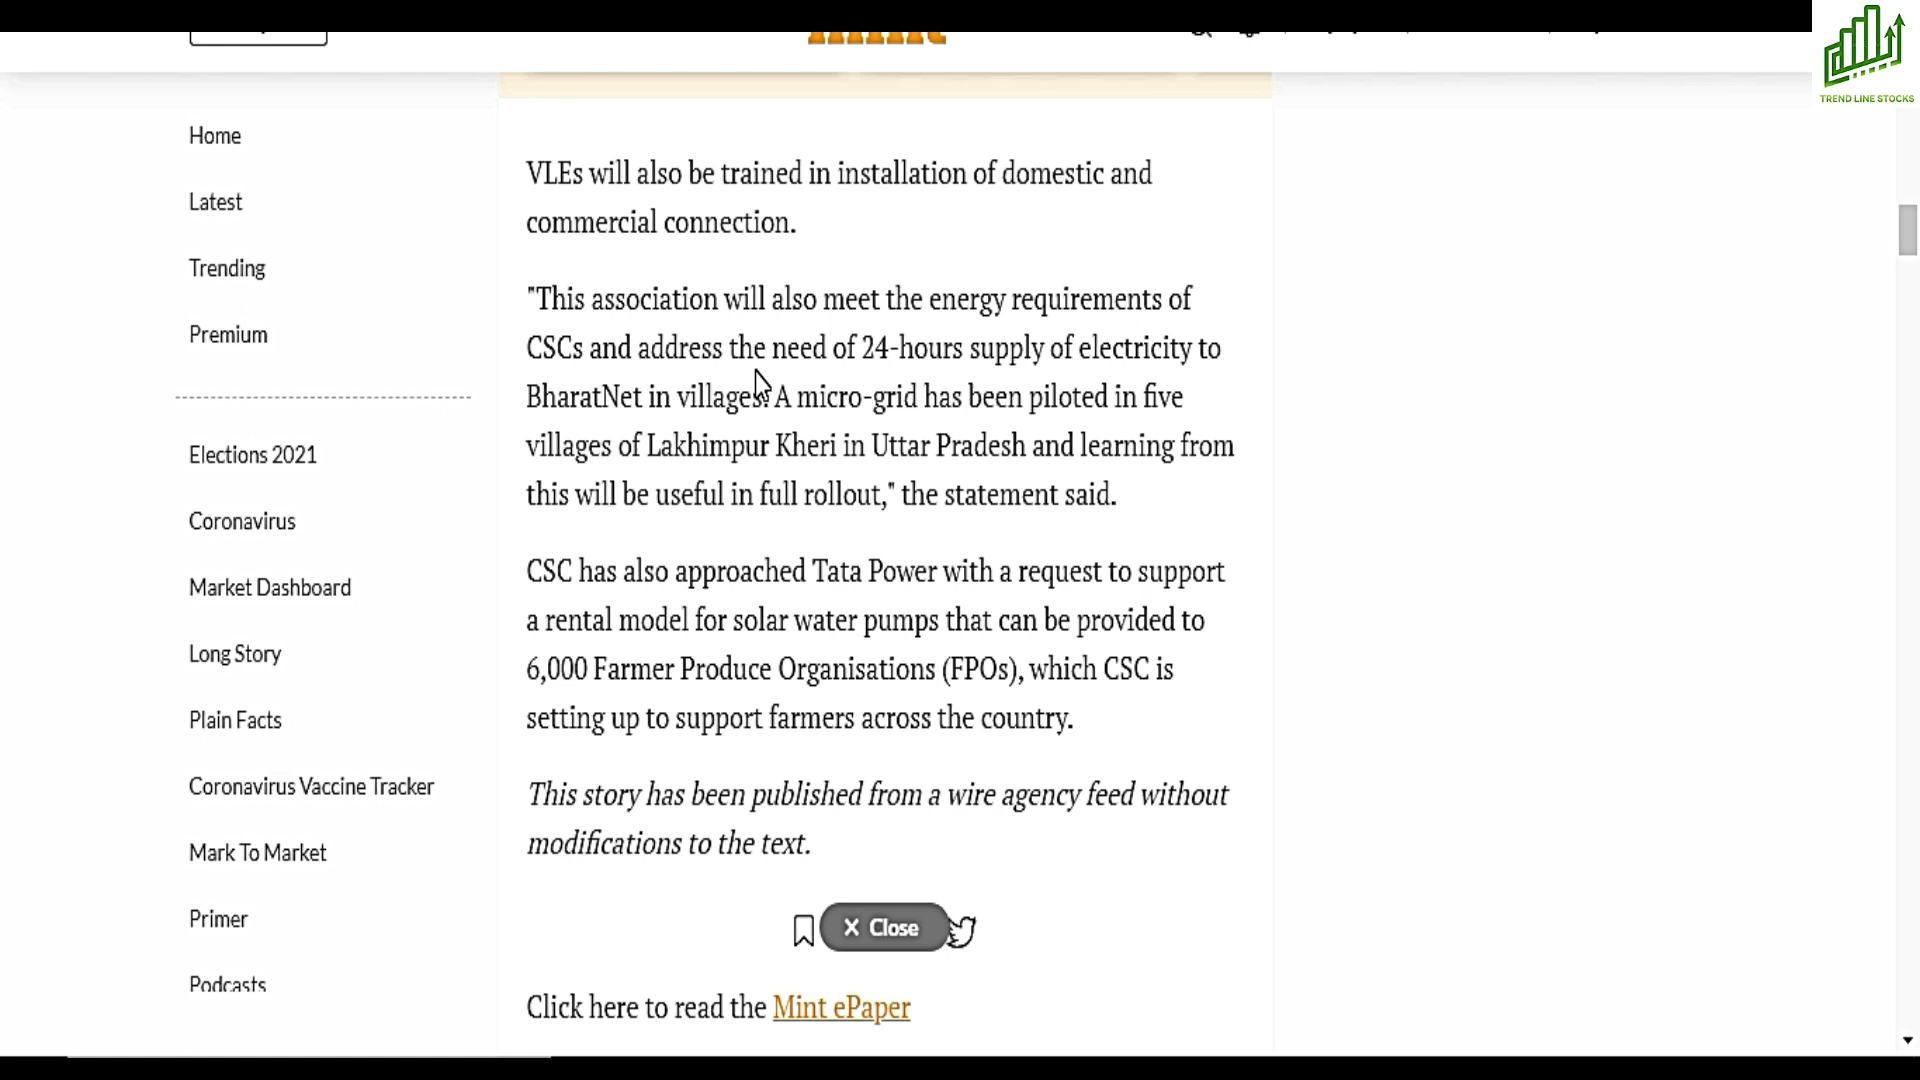 mint
TREND LINE STOCKS
Home
Latest
Trending
Premium
Elections 2021
Coronavirus
Market Dashboard
Long Story
Plain Facts
Coronavirus Vaccine Tracker
Mark To Market
Primer
Podcasts
VLEs will also be trained in installation of domestic and
commercial connection.
"This association will also meet the energy requirements of
CSCs and address the need of 24-hours supply of electricity to
BharatNet in villages. A micro-grid has been piloted in five
villages of Lakhimpur Kheri in Uttar Pradesh and learning from
this will be useful in full rollout," the statement said.
CSC has also approached Tata Power with a request to support
a rental model for solar water pumps that can be provided to
6,000 Farmer Produce Organisations (FPOs), which CSC is
setting up to support farmers across the country.
This story has been published from a wire agency feed without
modifications to the text.
X Close
Click here to read the Mint ePaper